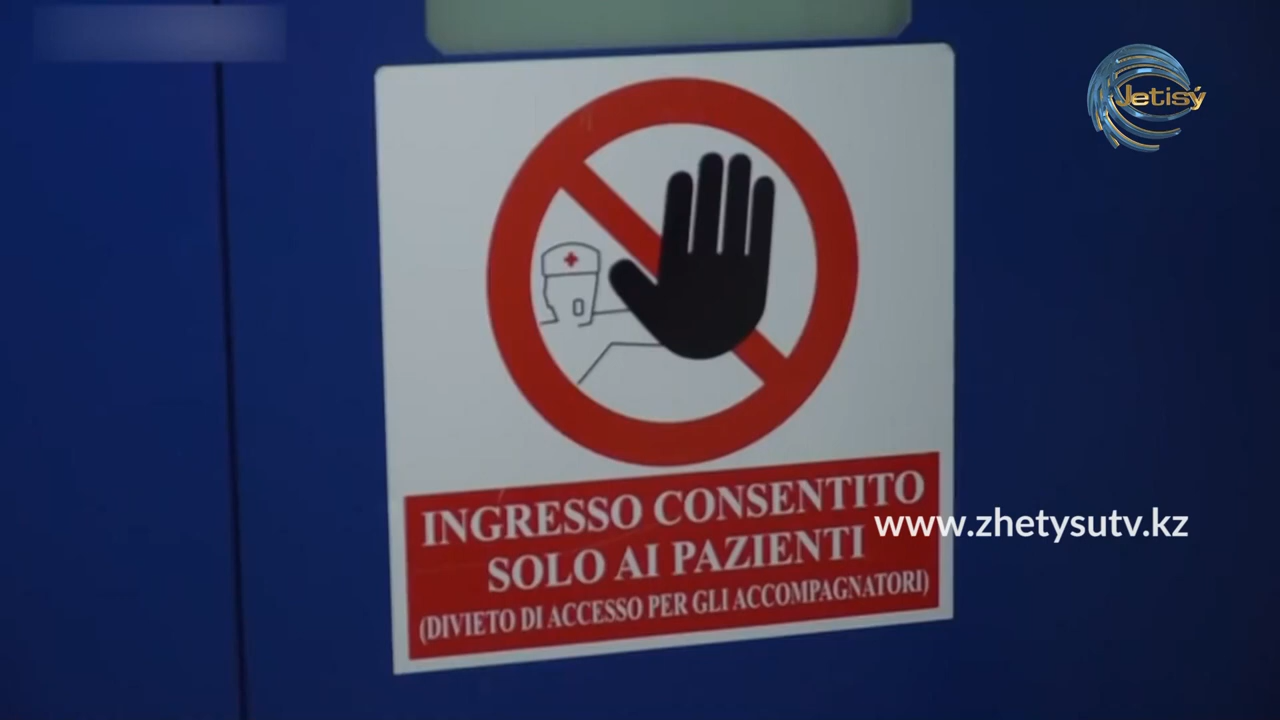 Jetisý
INGRESSO CONSENTITO
SOLO AI PAZIENTI
(DIVIETO DI ACCESSO PER GLI ACCOMPAGNATORI)
www.zhetysutv.kz